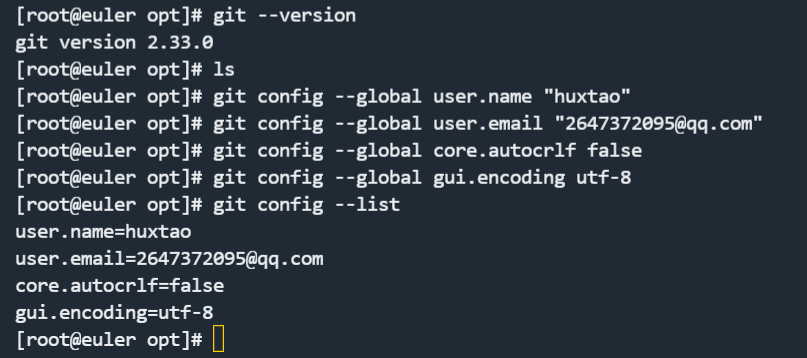 [root@euler opt]# git --version
git version 2.33.0
[root@euler opt]# ls
[root@euler opt]# git config --global user.name "huxtao"
[root@euler opt]# git config --global user.email "2647372095@qq.com"
[root@euler opt]# git config --global core.autocrlf false
[root@euler opt]# git config --global gui.encoding utf-8
[root@euler opt]# git config --list
user.name=huxtao
user.email=2647372095@qq.com
core.autocrlf=false
gui.encoding=utf-8
[root@euler opt]#